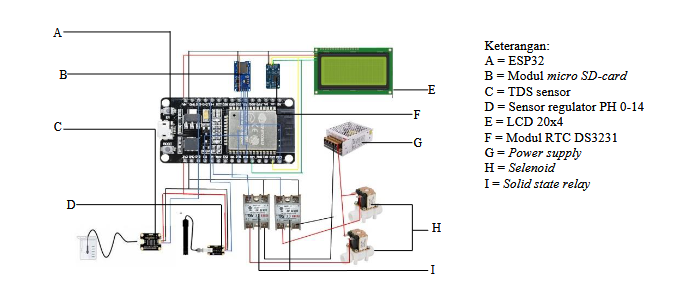 A
B
C
D
E
F
G
H
I
Keterangan:
A = ESP32
B = Modul micro SD-card
C = TDS sensor
D = Sensor regulator PH 0-14
E = LCD 20x4
F = Modul RTC DS3231
G = Power supply
H = Selenoid
I = Solid state relay